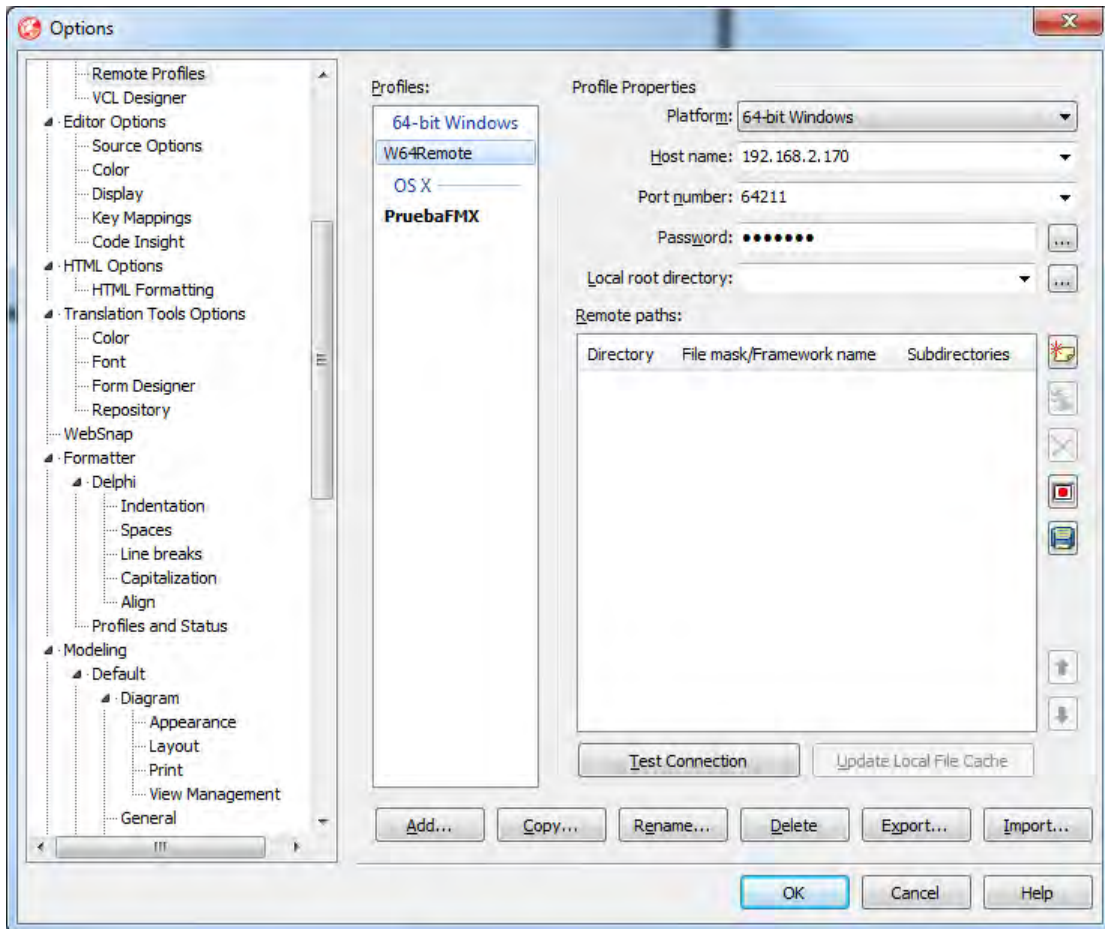 Options
Remote Profiles
VCL Designer
Editor Options
Source Options
Color
Display
Key Mappings
Code Insight
HTML Options
HTML Formatting
Translation Tools Options
Color
Font
Form Designer
Repository
WebSnap
Formatter
Delphi
Indentation
Spaces
Line breaks
Capitalization
Align
Profiles and Status
Modeling
Default
Diagram
Appearance
Layout
Print
View Management
General
Profiles:
64-bit Windows
W64Remote
OS X
PruebaFMX
Profile Properties
Platform: 64-bit Windows
Host name: 192.168.2.170
Port number: 64211
Password: •••••••
Local root directory:
Remote paths:
Directory File mask/Framework name Subdirectories
Test Connection Update Local File Cache
Add... Copy... Rename... Delete Export... Import...
OK Cancel Help